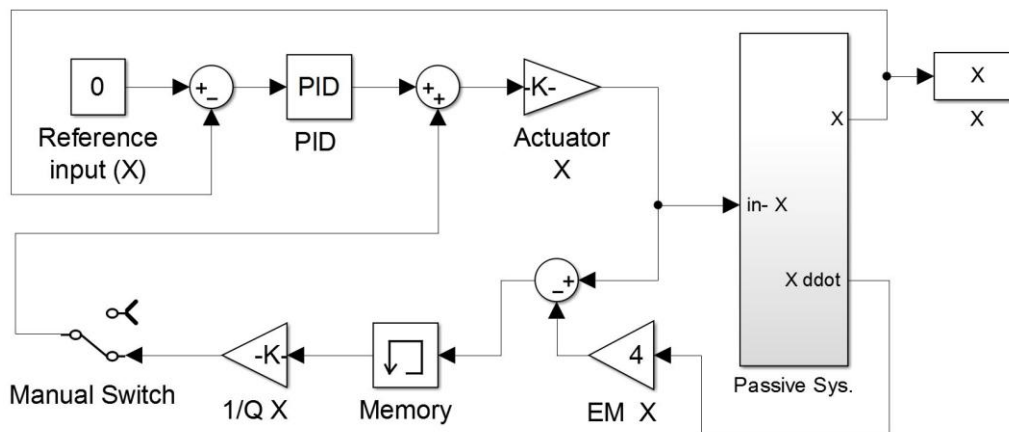 0
+
−
PID
+
+
-K-
X
Reference
input (X)
PID
Actuator
X
X
X
in- X
−
+
X ddot
-K-
4
Manual Switch
1/Q X
Memory
EM X
Passive Sys.